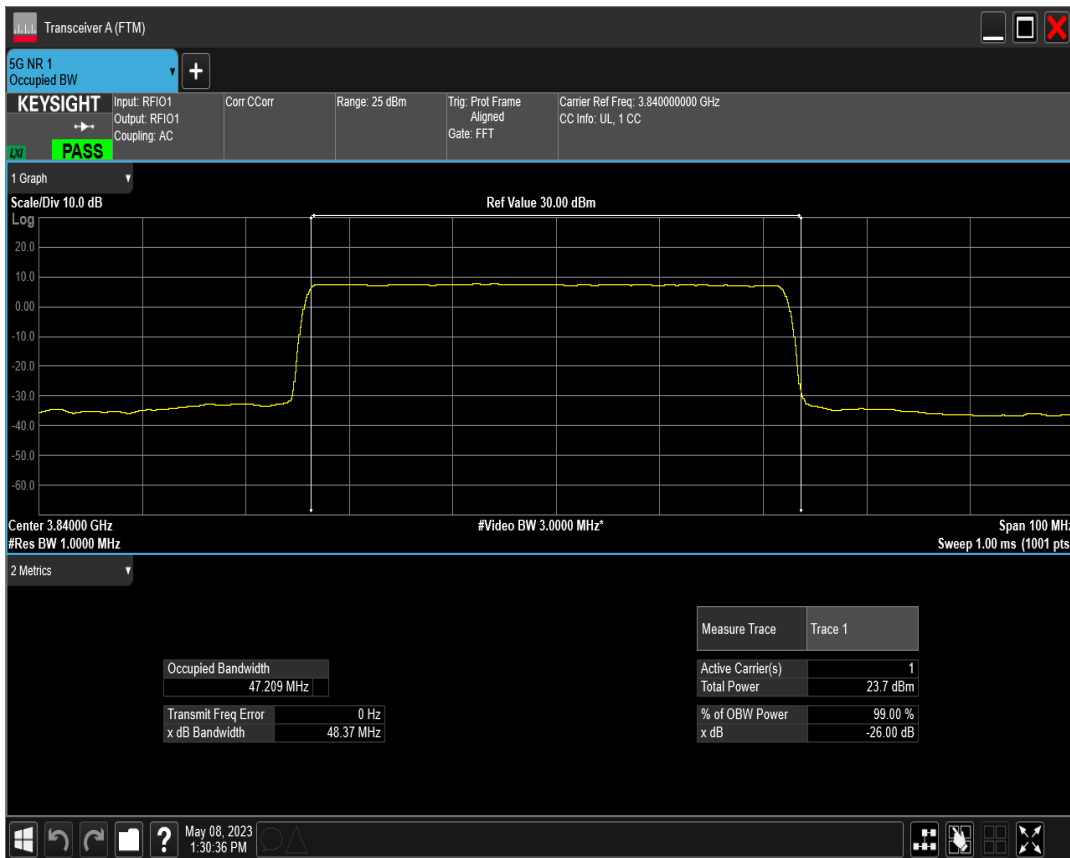 Transceiver A (FTM)
5G NR 1
Occupied BW
+
KEYSIGHT
LXI
PASS
Input: RFIO1
Output: RFIO1
Coupling: AC
Corr CCorr
Range: 25 dBm
Trig: Prot Frame
Aligned
Gate: FFT
Carrier Ref Freq: 3.840000000 GHz
CC Info: UL, 1 CC
1 Graph
Scale/Div 10.0 dB
Ref Value 30.00 dBm
Log
20.0
10.0
0.00
-10.0
-20.0
-30.0
-40.0
-50.0
-60.0
Center 3.84000 GHz
#Video BW 3.0000 MHz*
Span 100 MHz
#Res BW 1.0000 MHz
Sweep 1.00 ms (1001 pts
2 Metrics
Measure Trace Trace 1
Occupied Bandwidth
47.209 MHz
Active Carrier(s) 1
Total Power 23.7 dBm
Transmit Freq Error 0 Hz
x dB Bandwidth 48.37 MHz
% of OBW Power 99.00 %
x dB -26.00 dB
?
May 08, 2023
1:30:36 PM